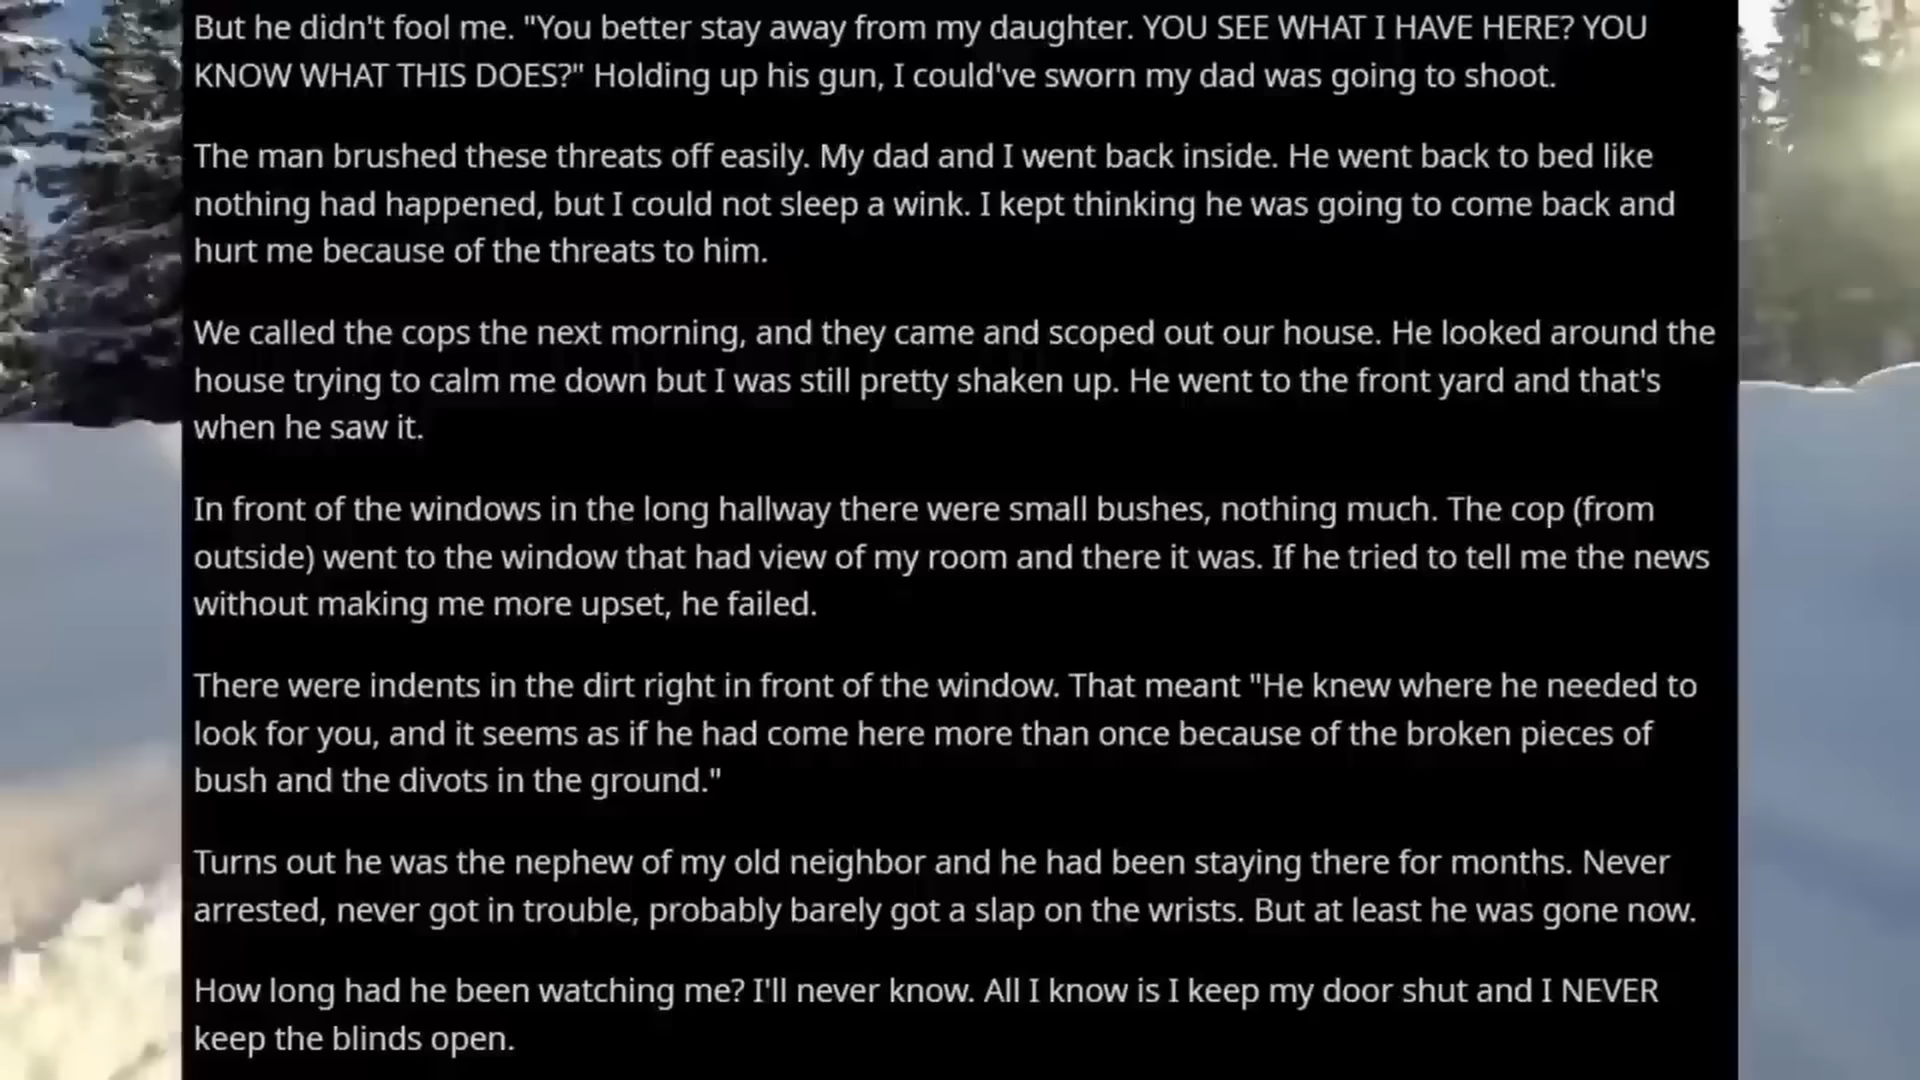 But he didn't fool me. "You better stay away from my daughter. YOU SEE WHAT I HAVE HERE? YOU
KNOW WHAT THIS DOES?" Holding up his gun, I could've sworn my dad was going to shoot.
The man brushed these threats off easily. My dad and I went back inside. He went back to bed like
nothing had happened, but I could not sleep a wink. I kept thinking he was going to come back and
hurt me because of the threats to him.
We called the cops the next morning, and they came and scoped out our house. He looked around the
house trying to calm me down but I was still pretty shaken up. He went to the front yard and that's
when he saw it.
In front of the windows in the long hallway there were small bushes, nothing much. The cop (from
outside) went to the window that had view of my room and there it was. If he tried to tell me the news
without making me more upset, he failed.
There were indents in the dirt right in front of the window. That meant "He knew where he needed to
look for you, and it seems as if he had come here more than once because of the broken pieces of
bush and the divots in the ground."
Turns out he was the nephew of my old neighbor and he had been staying there for months. Never
arrested, never got in trouble, probably barely got a slap on the wrists. But at least he was gone now.
How long had he been watching me? I'll never know. All I know is I keep my door shut and I NEVER
keep the blinds open.